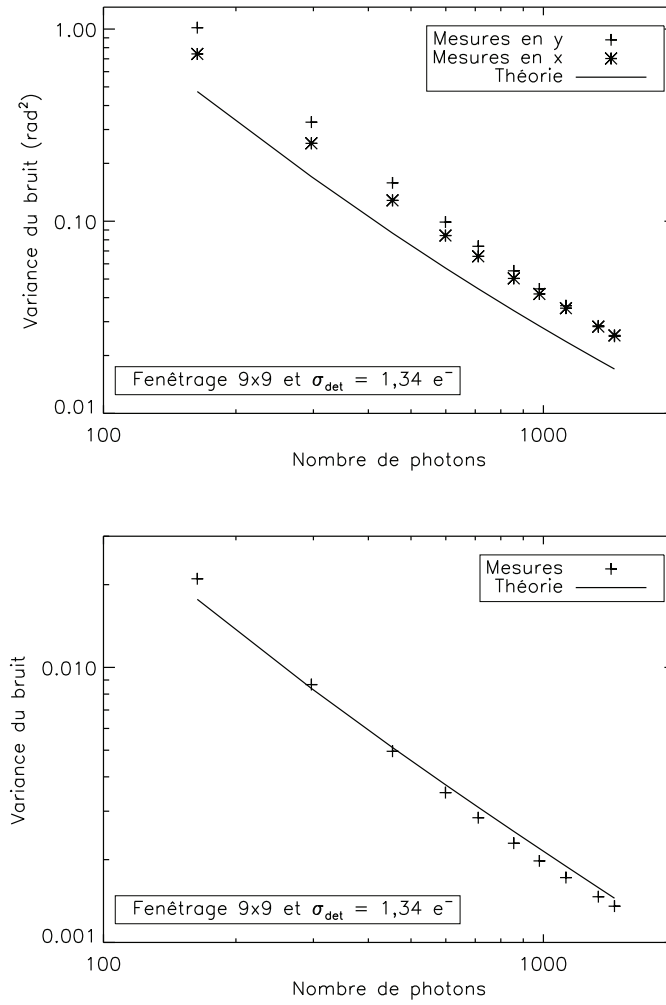 1.00
0.10
0.01
Variance du bruit (rad²)
Mesures en y
Mesures en x
Théorie
Fenêtrage 9x9 et σdet = 1,34 e⁻
100
1000
Nombre de photons
0.010
0.001
Variance du bruit
Mesures
Théorie
Fenêtrage 9x9 et σdet = 1,34 e⁻
100
1000
Nombre de photons